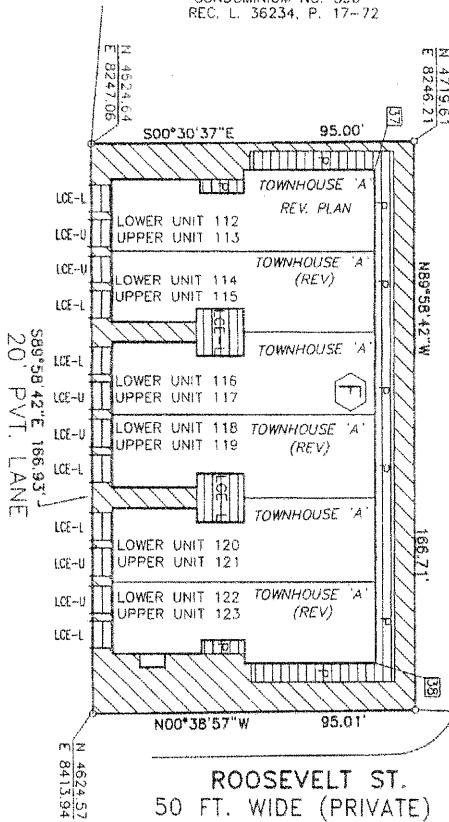 REC. L. 36234, P. 17-72
N 4624.64
E 8247.06
N 4719.61
E 8246.21
S00°30'37"E 95.00'
37
P
P
TOWNHOUSE 'A'
REV. PLAN
P
LCE-L
LOWER UNIT 112
UPPER UNIT 113
LCE-U
LCE-U
TOWNHOUSE 'A'
(REV)
P
N89°58'42"W
LOWER UNIT 114
UPPER UNIT 115
LCE-L
LCE-L
TOWNHOUSE 'A'
LCE-L
LOWER UNIT 116
UPPER UNIT 117
F
LCE-U
P
S89°58'42"E 166.93'
20' PVT. LANE
LCE-U
LOWER UNIT 118
UPPER UNIT 119
TOWNHOUSE 'A'
(REV)
LCE-L
P
LCE-L
LCE-L
TOWNHOUSE 'A'
166.71'
LCE-U
LOWER UNIT 120
UPPER UNIT 121
LCE-U
LOWER UNIT 122
UPPER UNIT 123
TOWNHOUSE 'A'
(REV)
P
LCE-L
P
P
38
N00°38'57"W 95.01'
N 4624.57
E 8413.94
ROOSEVELT ST.
50 FT. WIDE (PRIVATE)